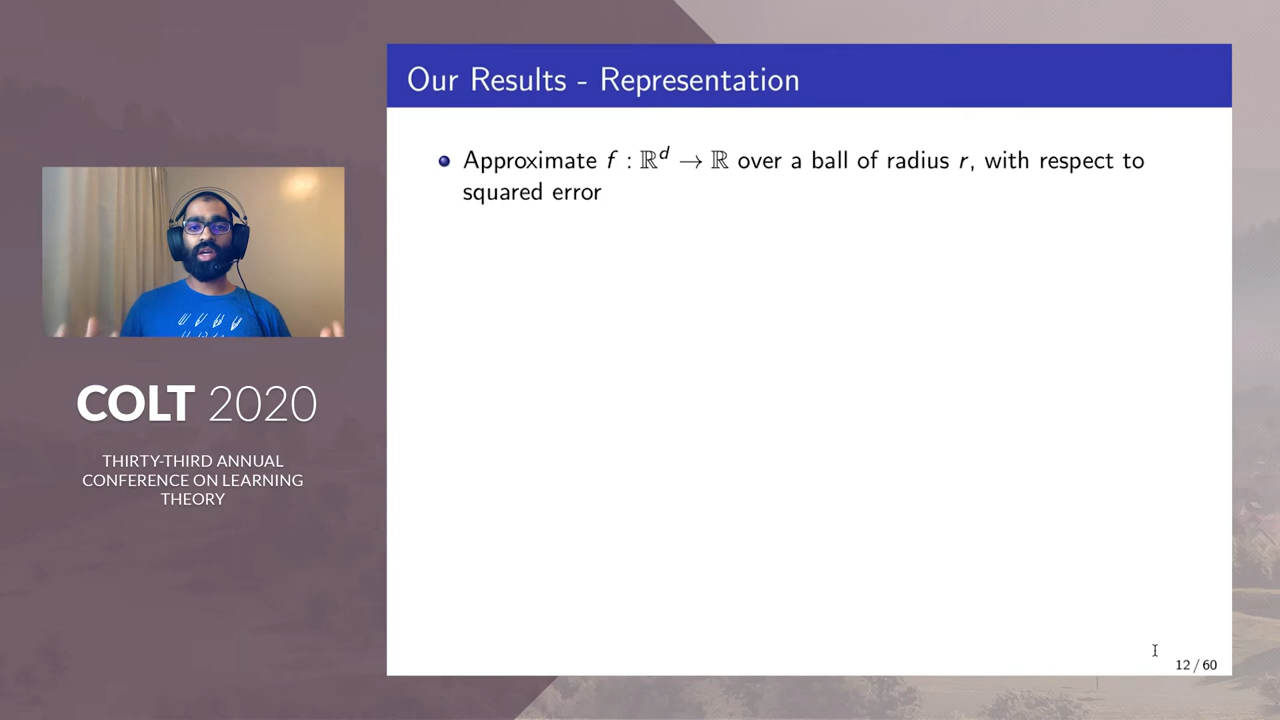 Our Results - Representation
Approximate f : ℝᵈ → ℝ over a ball of radius r, with respect to
squared error
COLT 2020
THIRTY-THIRD ANNUAL
CONFERENCE ON LEARNING
THEORY
12 / 60